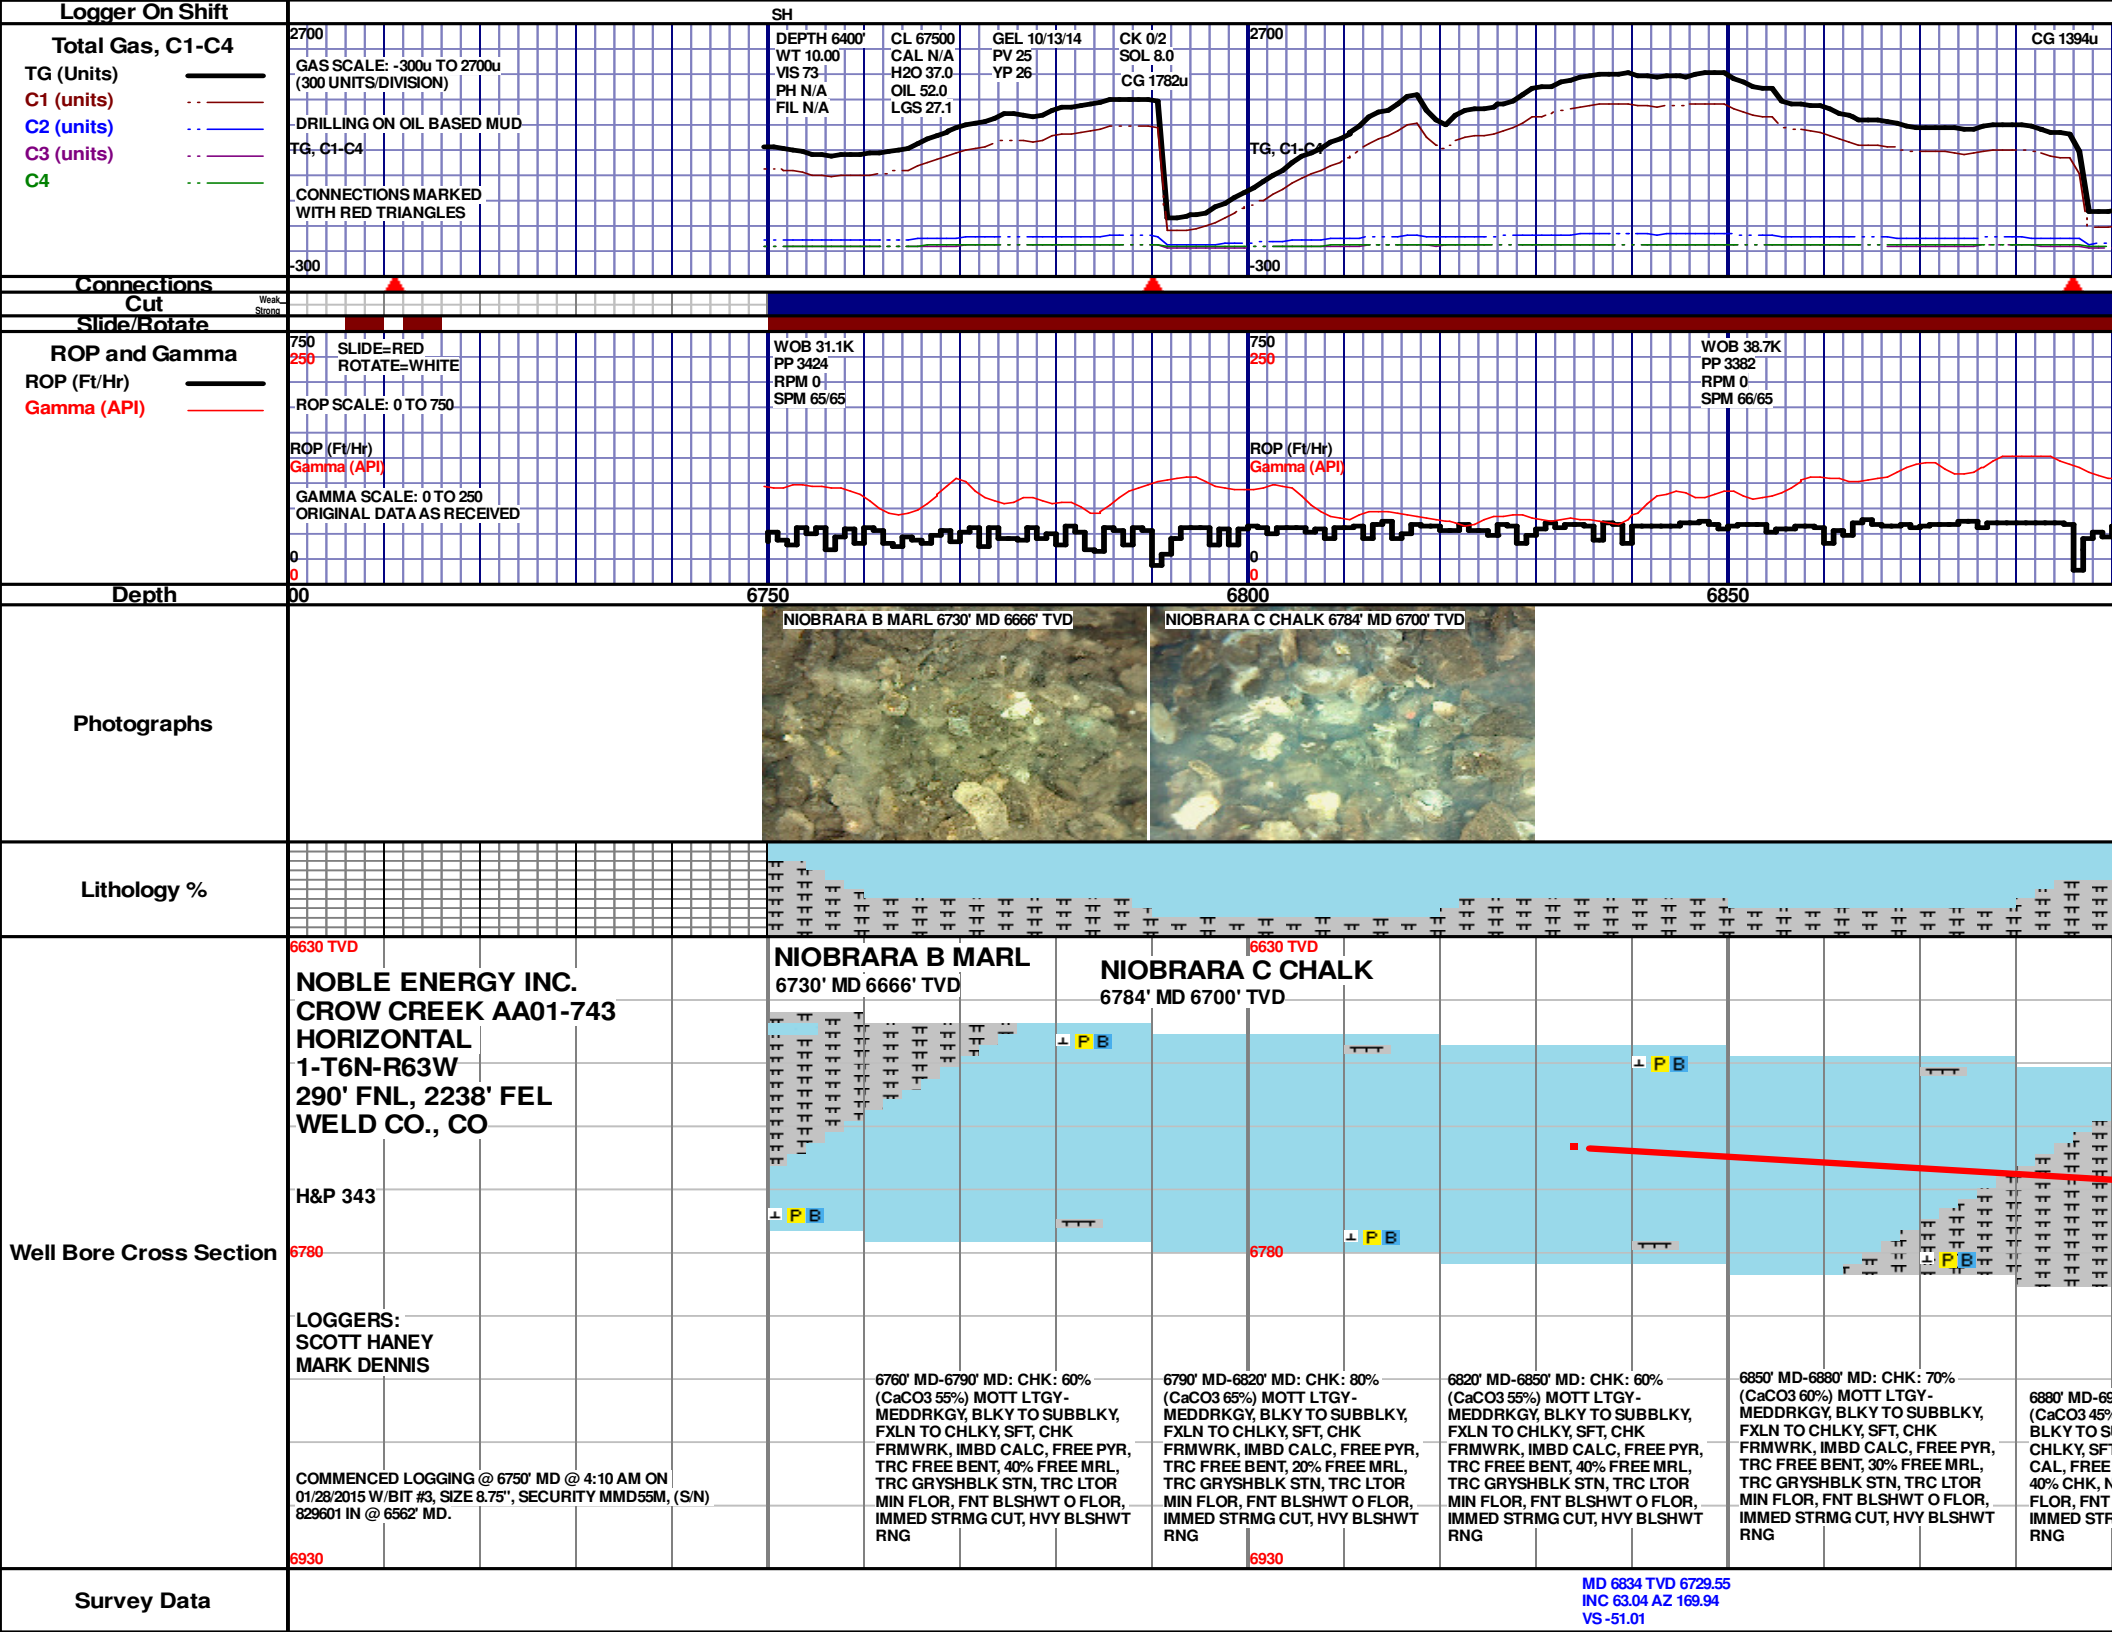 Logger On Shift
SH
Total Gas, C1-C4
TG (Units)
C1 (units)
C2 (units)
C3 (units)
C4
2700
GAS SCALE: -300u TO 2700u
(300 UNITS/DIVISION)
DRILLING ON OIL BASED MUD
TG, C1-C4
CONNECTIONS MARKED
WITH RED TRIANGLES
-300
DEPTH 6400'
WT 10.00
VIS 73
PH N/A
FIL N/A
CL 67500
CAL N/A
H2O 37.0
OIL 52.0
LGS 27.1
GEL 10/13/14
PV 25
YP 26
CK 0/2
SOL 8.0
CG 1782u
2700
TG, C1-C4
-300
CG 1394u
Connections
Cut
Weak
Strong
Slide/Rotate
ROP and Gamma
ROP (Ft/Hr)
Gamma (API)
750
250
SLIDE=RED
ROTATE=WHITE
ROP SCALE: 0 TO 750
ROP (Ft/Hr)
Gamma (API)
GAMMA SCALE: 0 TO 250
ORIGINAL DATA AS RECEIVED
0
0
WOB 31.1K
PP 3424
RPM 0
SPM 65/65
750
250
ROP (Ft/Hr)
Gamma (API)
0
0
WOB 38.7K
PP 3382
RPM 0
SPM 66/65
Depth
00 6750 6800 6850
Photographs
NIOBRARA B MARL 6730' MD 6666' TVD
NIOBRARA C CHALK 6784' MD 6700' TVD
Lithology %
Well Bore Cross Section
6630 TVD
NOBLE ENERGY INC.
CROW CREEK AA01-743
HORIZONTAL
1-T6N-R63W
290' FNL, 2238' FEL
WELD CO., CO
H&P 343
6780
LOGGERS:
SCOTT HANEY
MARK DENNIS
COMMENCED LOGGING @ 6750' MD @ 4:10 AM ON
01/28/2015 W/BIT #3, SIZE 8.75", SECURITY MMD55M, (S/N)
829601 IN @ 6562' MD.
6930
NIOBRARA B MARL
6730' MD 6666' TVD
NIOBRARA C CHALK
6784' MD 6700' TVD
6630 TVD
6780
6930
P B
P B
P B
P B
P B
6760' MD-6790' MD: CHK: 60%
(CaCO3 55%) MOTT LTGY-
MEDDRKGY, BLKY TO SUBBLKY,
FXLN TO CHLKY, SFT, CHK
FRMWRK, IMBD CALC, FREE PYR,
TRC FREE BENT, 40% FREE MRL,
TRC GRYSHBLK STN, TRC LTOR
MIN FLOR, FNT BLSHWT O FLOR,
IMMED STRMG CUT, HVY BLSHWT
RNG
6790' MD-6820' MD: CHK: 80%
(CaCO3 65%) MOTT LTGY-
MEDDRKGY, BLKY TO SUBBLKY,
FXLN TO CHLKY, SFT, CHK
FRMWRK, IMBD CALC, FREE PYR,
TRC FREE BENT, 20% FREE MRL,
TRC GRYSHBLK STN, TRC LTOR
MIN FLOR, FNT BLSHWT O FLOR,
IMMED STRMG CUT, HVY BLSHWT
RNG
6820' MD-6850' MD: CHK: 60%
(CaCO3 55%) MOTT LTGY-
MEDDRKGY, BLKY TO SUBBLKY,
FXLN TO CHLKY, SFT, CHK
FRMWRK, IMBD CALC, FREE PYR,
TRC FREE BENT, 40% FREE MRL,
TRC GRYSHBLK STN, TRC LTOR
MIN FLOR, FNT BLSHWT O FLOR,
IMMED STRMG CUT, HVY BLSHWT
RNG
6850' MD-6880' MD: CHK: 70%
(CaCO3 60%) MOTT LTGY-
MEDDRKGY, BLKY TO SUBBLKY,
FXLN TO CHLKY, SFT, CHK
FRMWRK, IMBD CALC, FREE PYR,
TRC FREE BENT, 30% FREE MRL,
TRC GRYSHBLK STN, TRC LTOR
MIN FLOR, FNT BLSHWT O FLOR,
IMMED STRMG CUT, HVY BLSHWT
RNG
6880' MD-69
(CaCO3 45%
BLKY TO S
CHLKY, SFT
CAL, FREE
40% CHK, N
FLOR, FNT
IMMED STR
RNG
Survey Data
MD 6834 TVD 6729.55
INC 63.04 AZ 169.94
VS -51.01